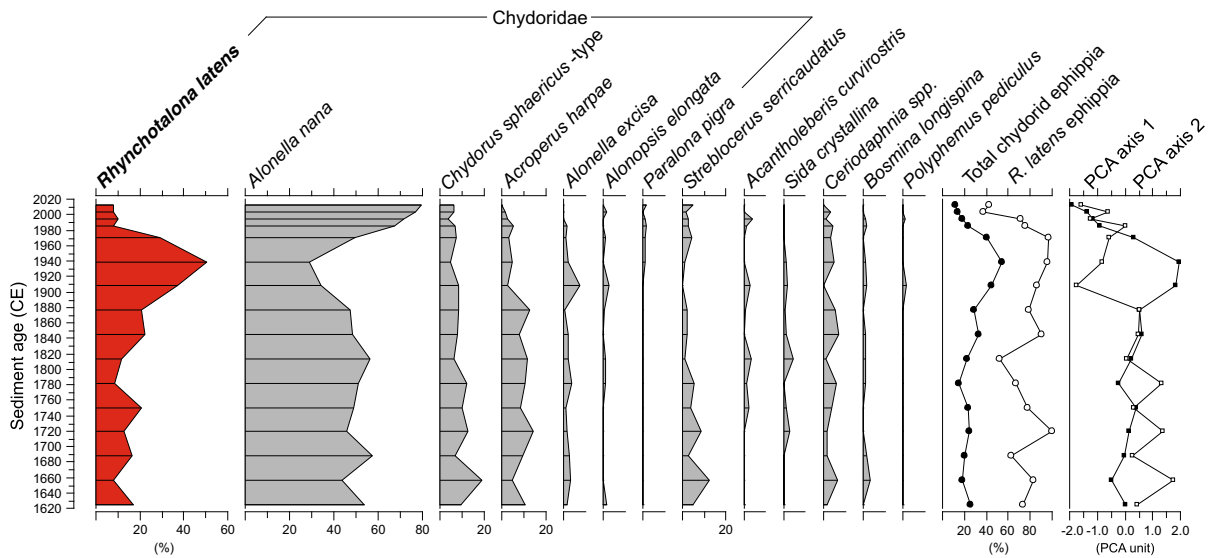 Chydoridae
Rhynchotalona latens
Alonella nana
Chydorus sphaericus -type
Acroperus harpae
Alonella excisa
Alonopsis elongata
Paralona pigra
Streblocerus serricaudatus
Acantholeberis curvirostris
Sida crystallina
Ceriodaphnia spp.
Bosmina longispina
Polyphemus pediculus
Total chydorid ephippia
R. latens ephippia
PCA axis 1
PCA axis 2
Sediment age (CE)
2020
2000
1980
1960
1940
1920
1900
1880
1860
1840
1820
1800
1780
1760
1740
1720
1700
1680
1660
1640
1620
0 20 40 60 0 20 40 60 80 20 20 20 40 60 80 -2.0 -1.0 0.0 1.0 2.0
(%) (%) (%) (PCA unit)